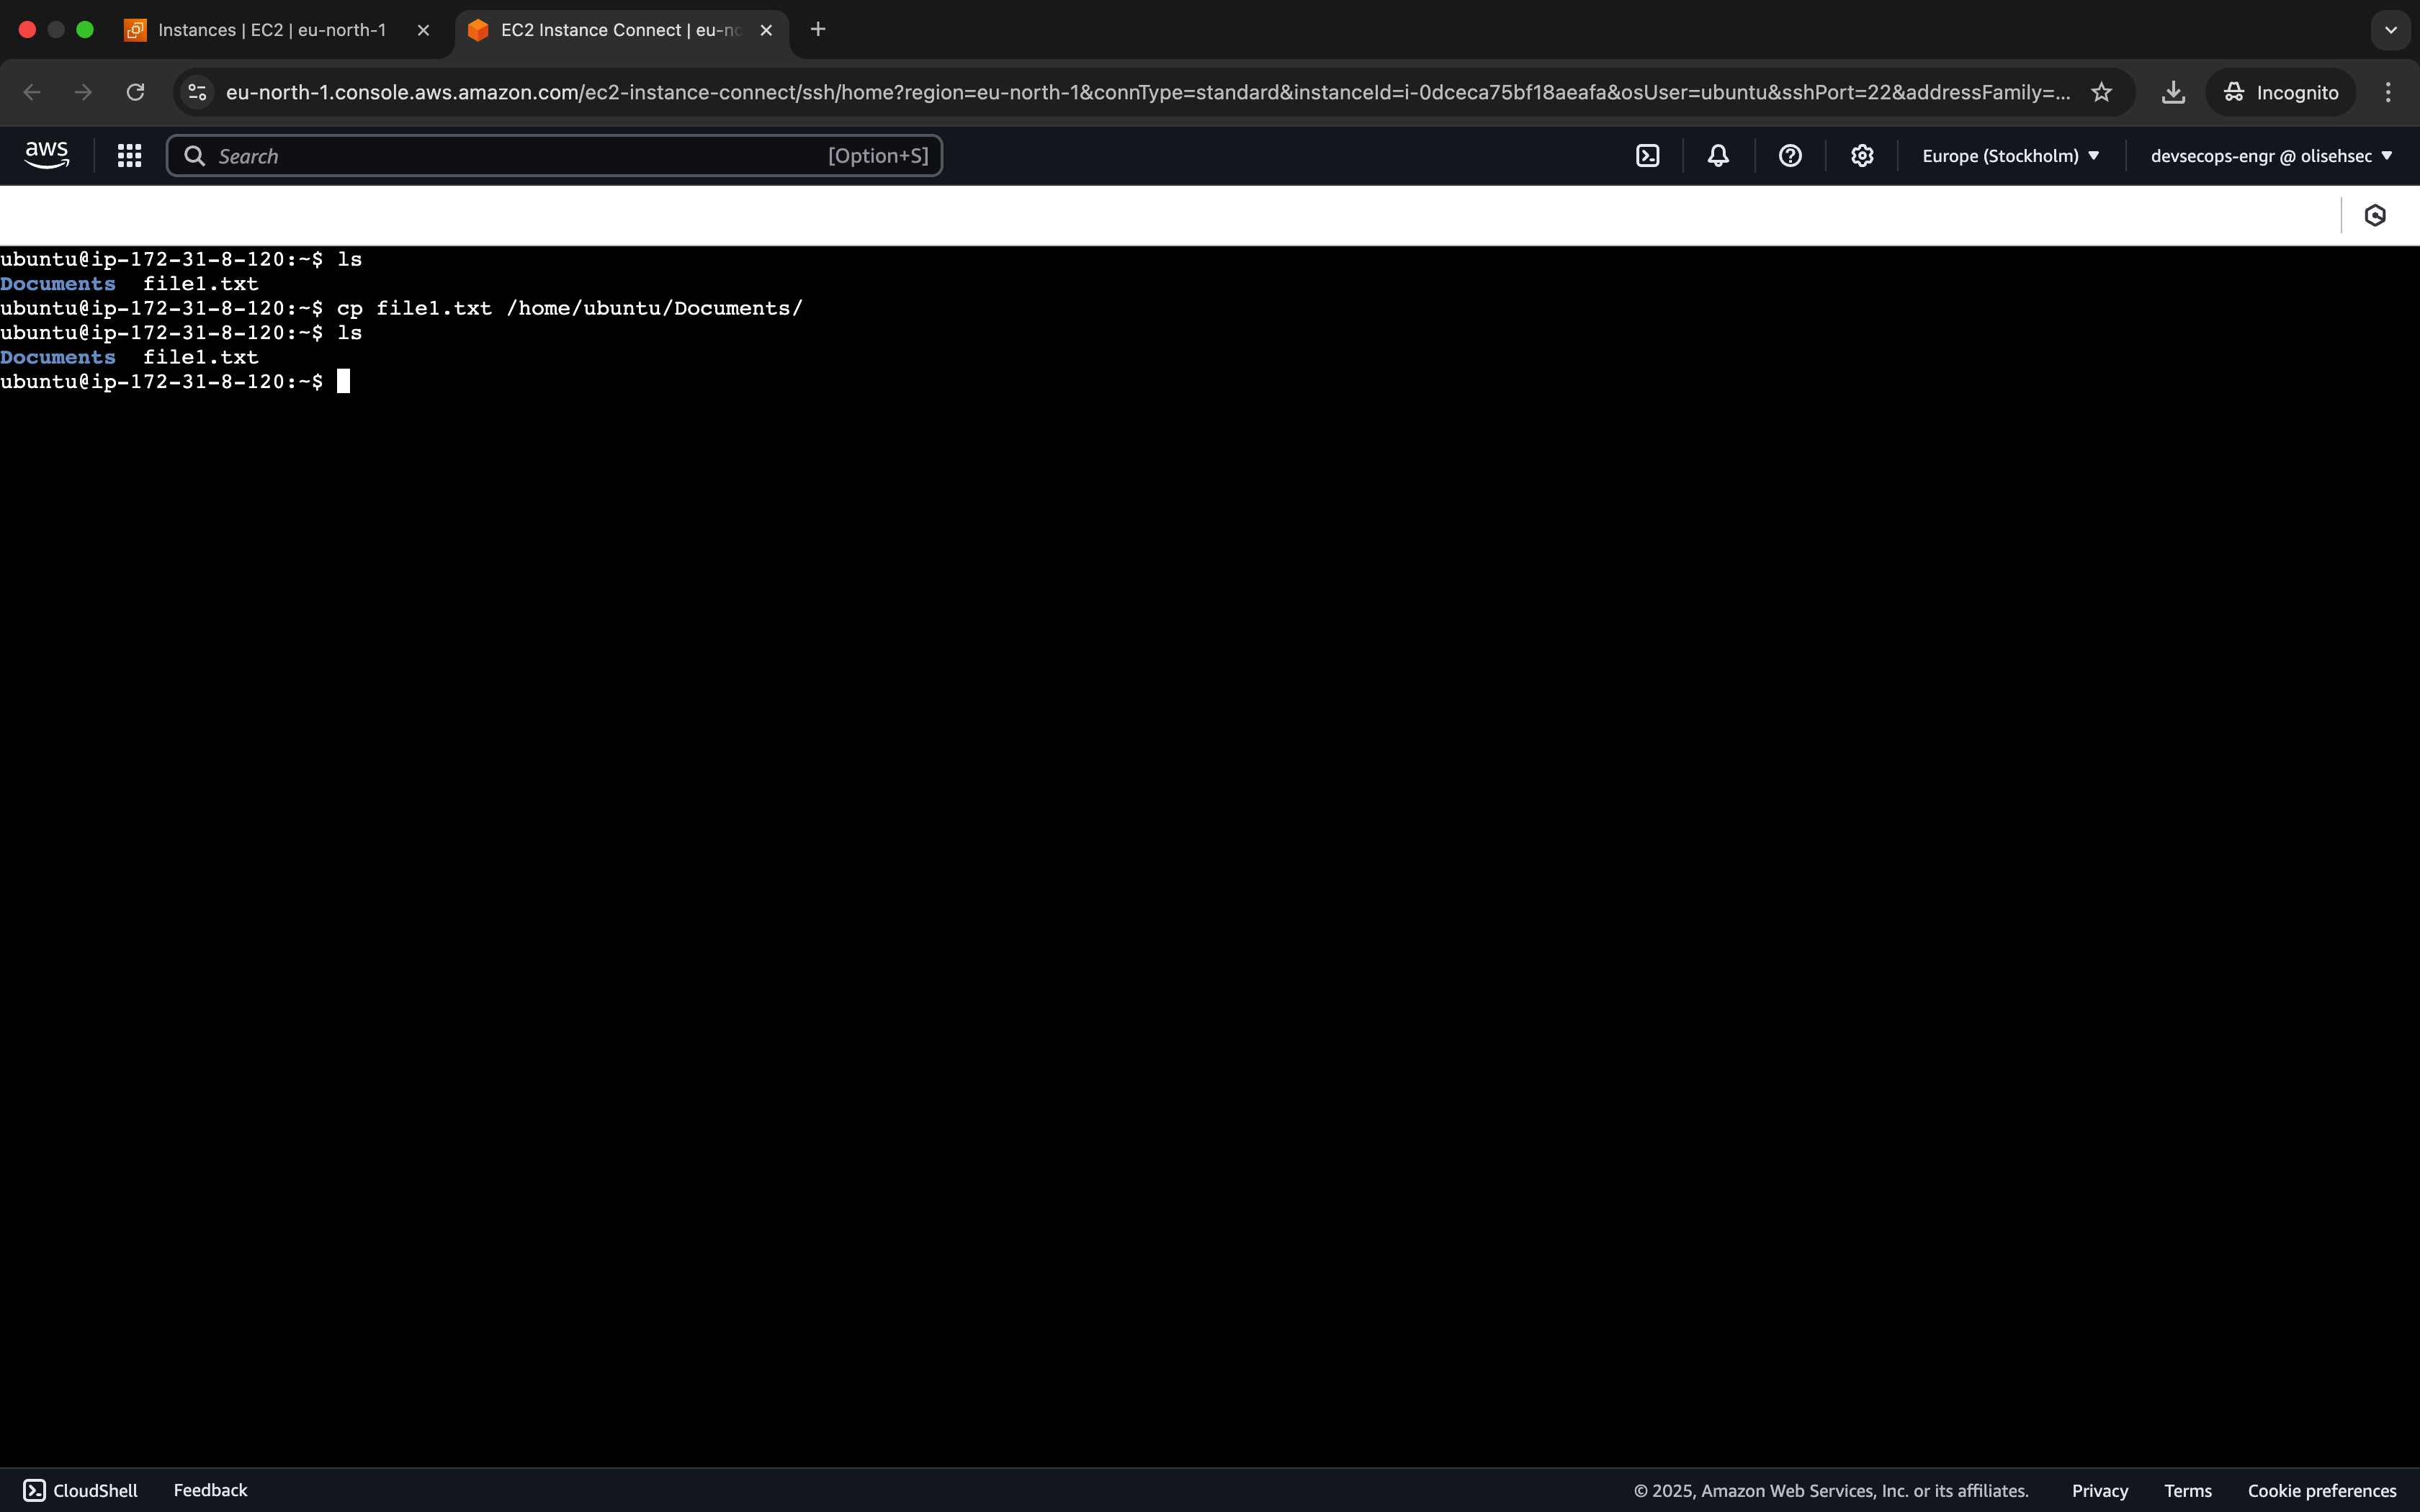 Instances | EC2 | eu-north-1
EC2 Instance Connect | eu-no
eu-north-1.console.aws.amazon.com/ec2-instance-connect/ssh/home?region=eu-north-1&connType=standard&instanceId=i-0dceca75bf18aeafa&osUser=ubuntu&sshPort=22&addressFamily=...
Incognito
aws
Search
[Option+S]
Europe (Stockholm)
devsecops-engr @ olisehsec
ubuntu@ip-172-31-8-120:~$ ls
Documents  file1.txt
ubuntu@ip-172-31-8-120:~$ cp file1.txt /home/ubuntu/Documents/
ubuntu@ip-172-31-8-120:~$ ls
Documents  file1.txt
ubuntu@ip-172-31-8-120:~$
CloudShell
Feedback
© 2025, Amazon Web Services, Inc. or its affiliates.
Privacy
Terms
Cookie preferences